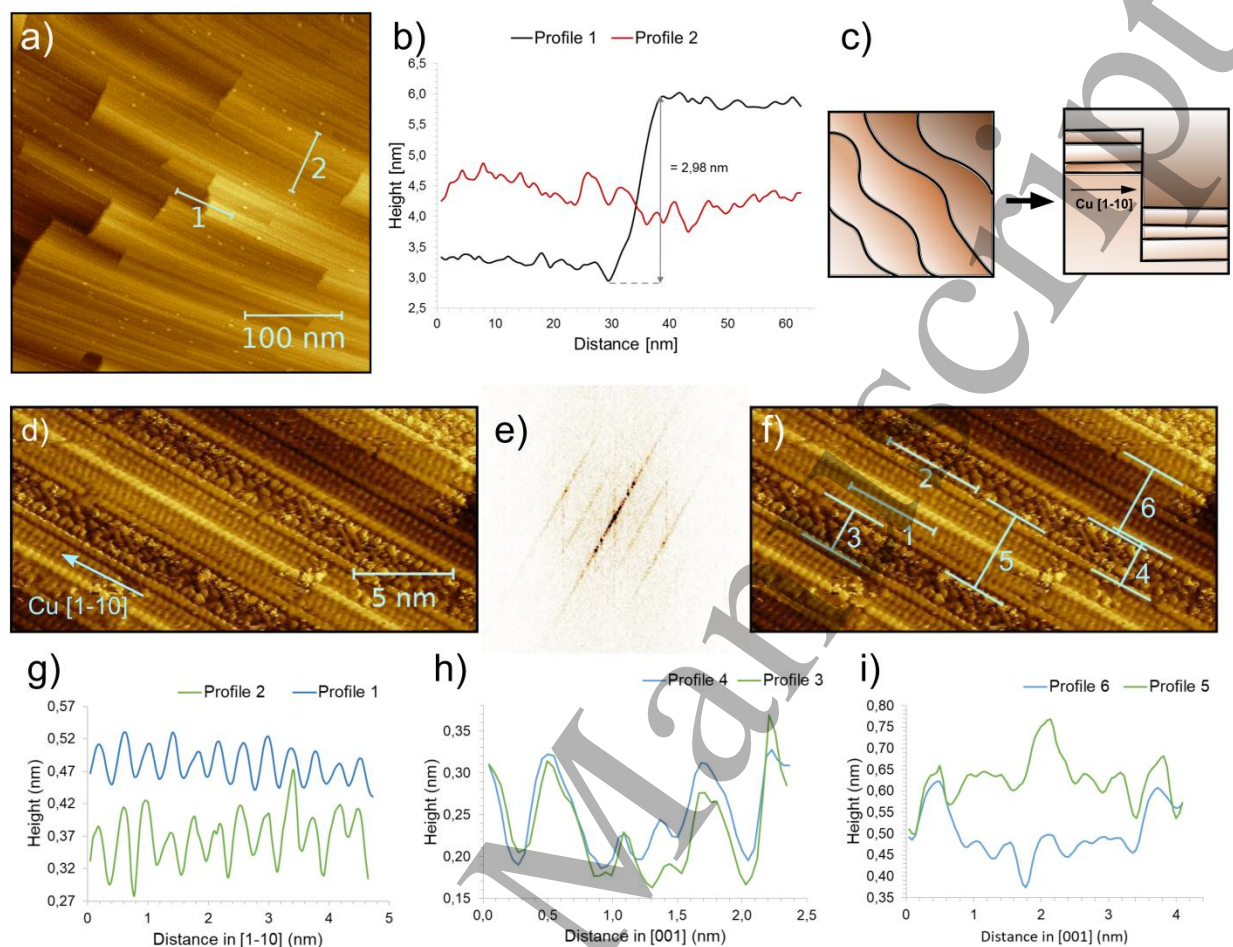 a)
1
2
100 nm
b)
Profile 1 Profile 2
6,5
6,0
5,5
5,0
4,5
4,0
3,5
3,0
2,5
Height [nm]
= 2,98 nm
0 10 20 30 40 50 60
Distance [nm]
c)
Cu [1-10]
d)
Cu [1-10]
5 nm
e)
f)
1
2
3
4
5
6
g)
Profile 2 Profile 1
0,57
0,52
0,47
0,42
0,37
0,32
0,27
Height (nm)
0 1 2 3 4 5
Distance in [1-10] (nm)
h)
Profile 4 Profile 3
0,35
0,30
0,25
0,20
0,15
Height (nm)
0,0 0,5 1,0 1,5 2,0 2,5
Distance in [001] (nm)
i)
Profile 6 Profile 5
0,80
0,75
0,70
0,65
0,60
0,55
0,50
0,45
0,40
0,35
Height (nm)
0 1 2 3 4
Distance in [001] (nm)
Manuscript